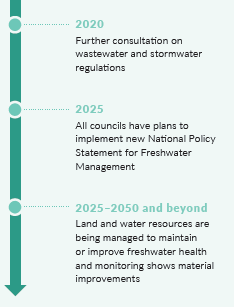 2020
Further consultation on
wastewater and stormwater
regulations
2025
All councils have plans to
implement new National Policy
Statement for Freshwater
Management
2025–2050 and beyond
Land and water resources are
being managed to maintain
or improve freshwater health
and monitoring shows material
improvements